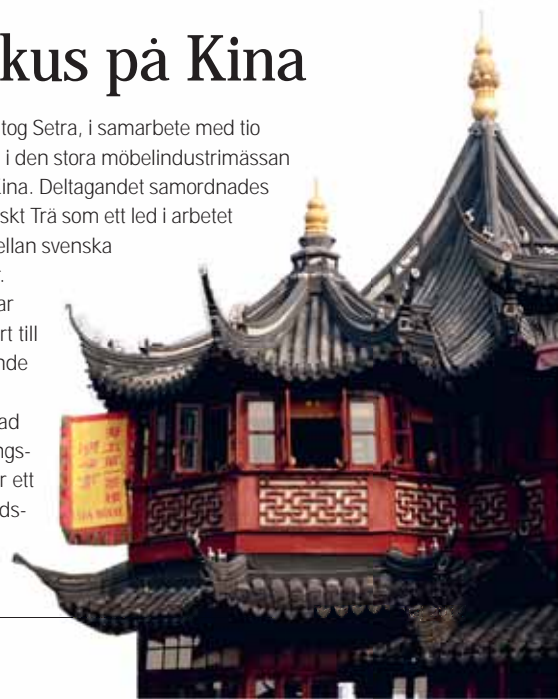 kus på Kina
tog Setra, i samarbete med tio
i den stora möbelindustrimässan
ina. Deltagandet samordnades
skt Trä som ett led i arbetet
ellan svenska
r.
ar
rt till
nde
ad
ngs-
r ett
ds-